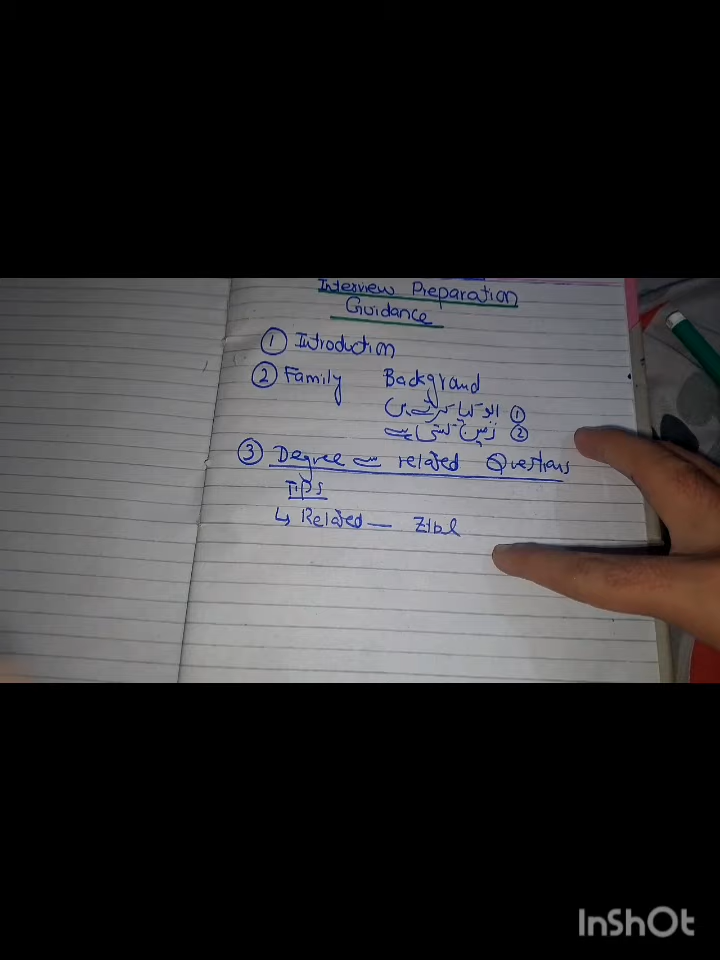 Interview Preparation
Guidance
① Introduction
② Family Background
① ابو کیا کرتے ہیں
② زمین کتنی ہے
③ Degree سے related Questions
Tips
↳ Related — ZTBL
InShOt